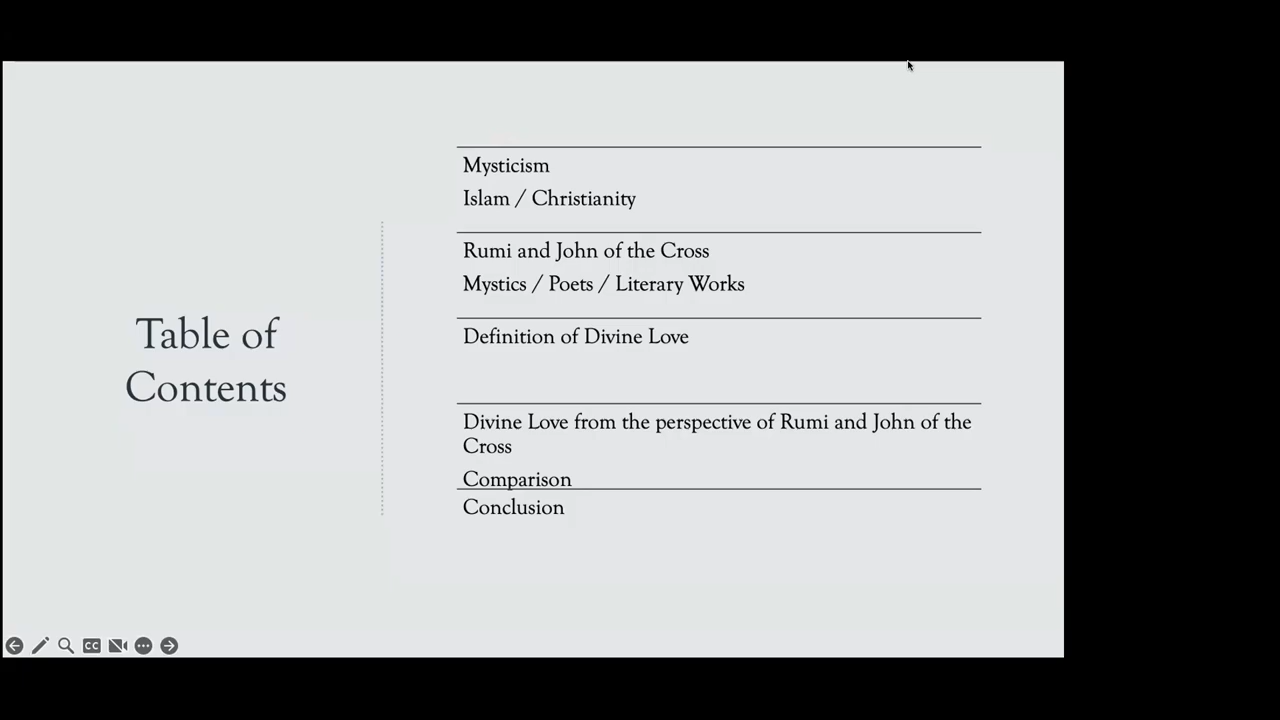 Table of
Contents
Mysticism
Islam / Christianity
Rumi and John of the Cross
Mystics / Poets / Literary Works
Definition of Divine Love
Divine Love from the perspective of Rumi and John of the
Cross
Comparison
Conclusion
CC